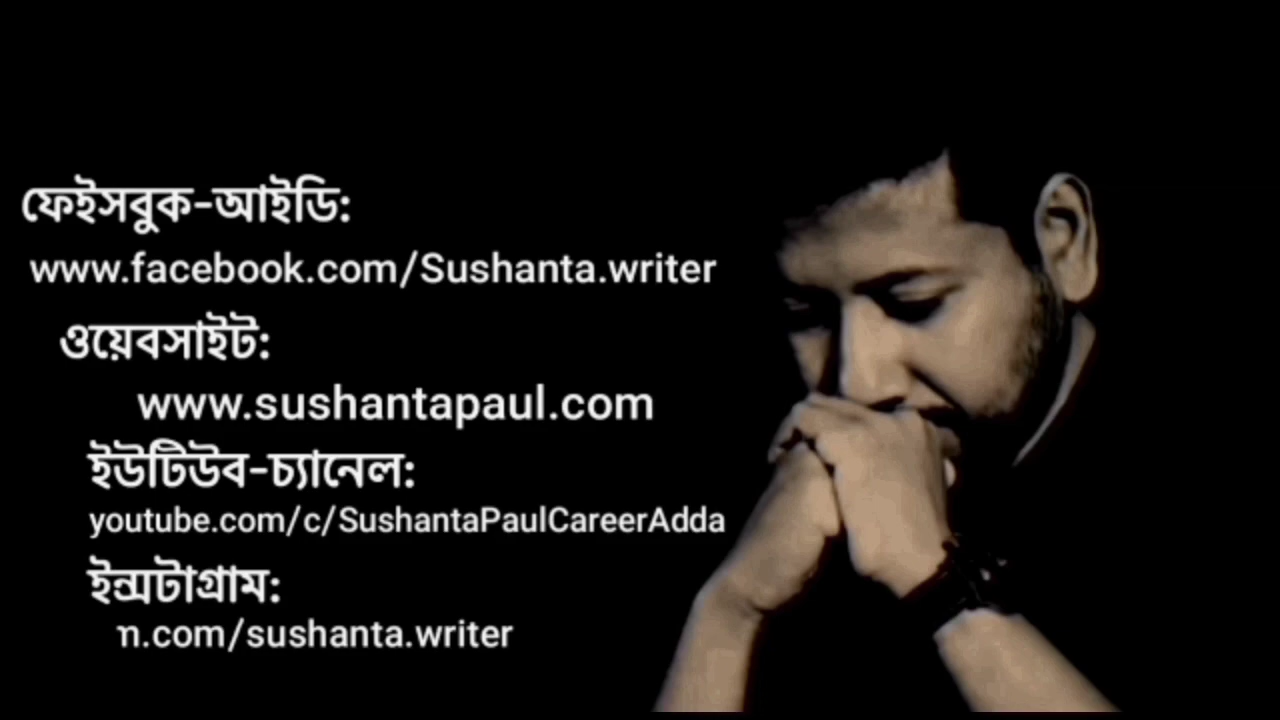 ফেইসবুক-আইডি:
www.facebook.com/Sushanta.writer
ওয়েবসাইট:
www.sushantapaul.com
ইউটিউব-চ্যানেল:
youtube.com/c/SushantaPaulCareerAdda
ইন্সটাগ্রাম:
n.com/sushanta.writer